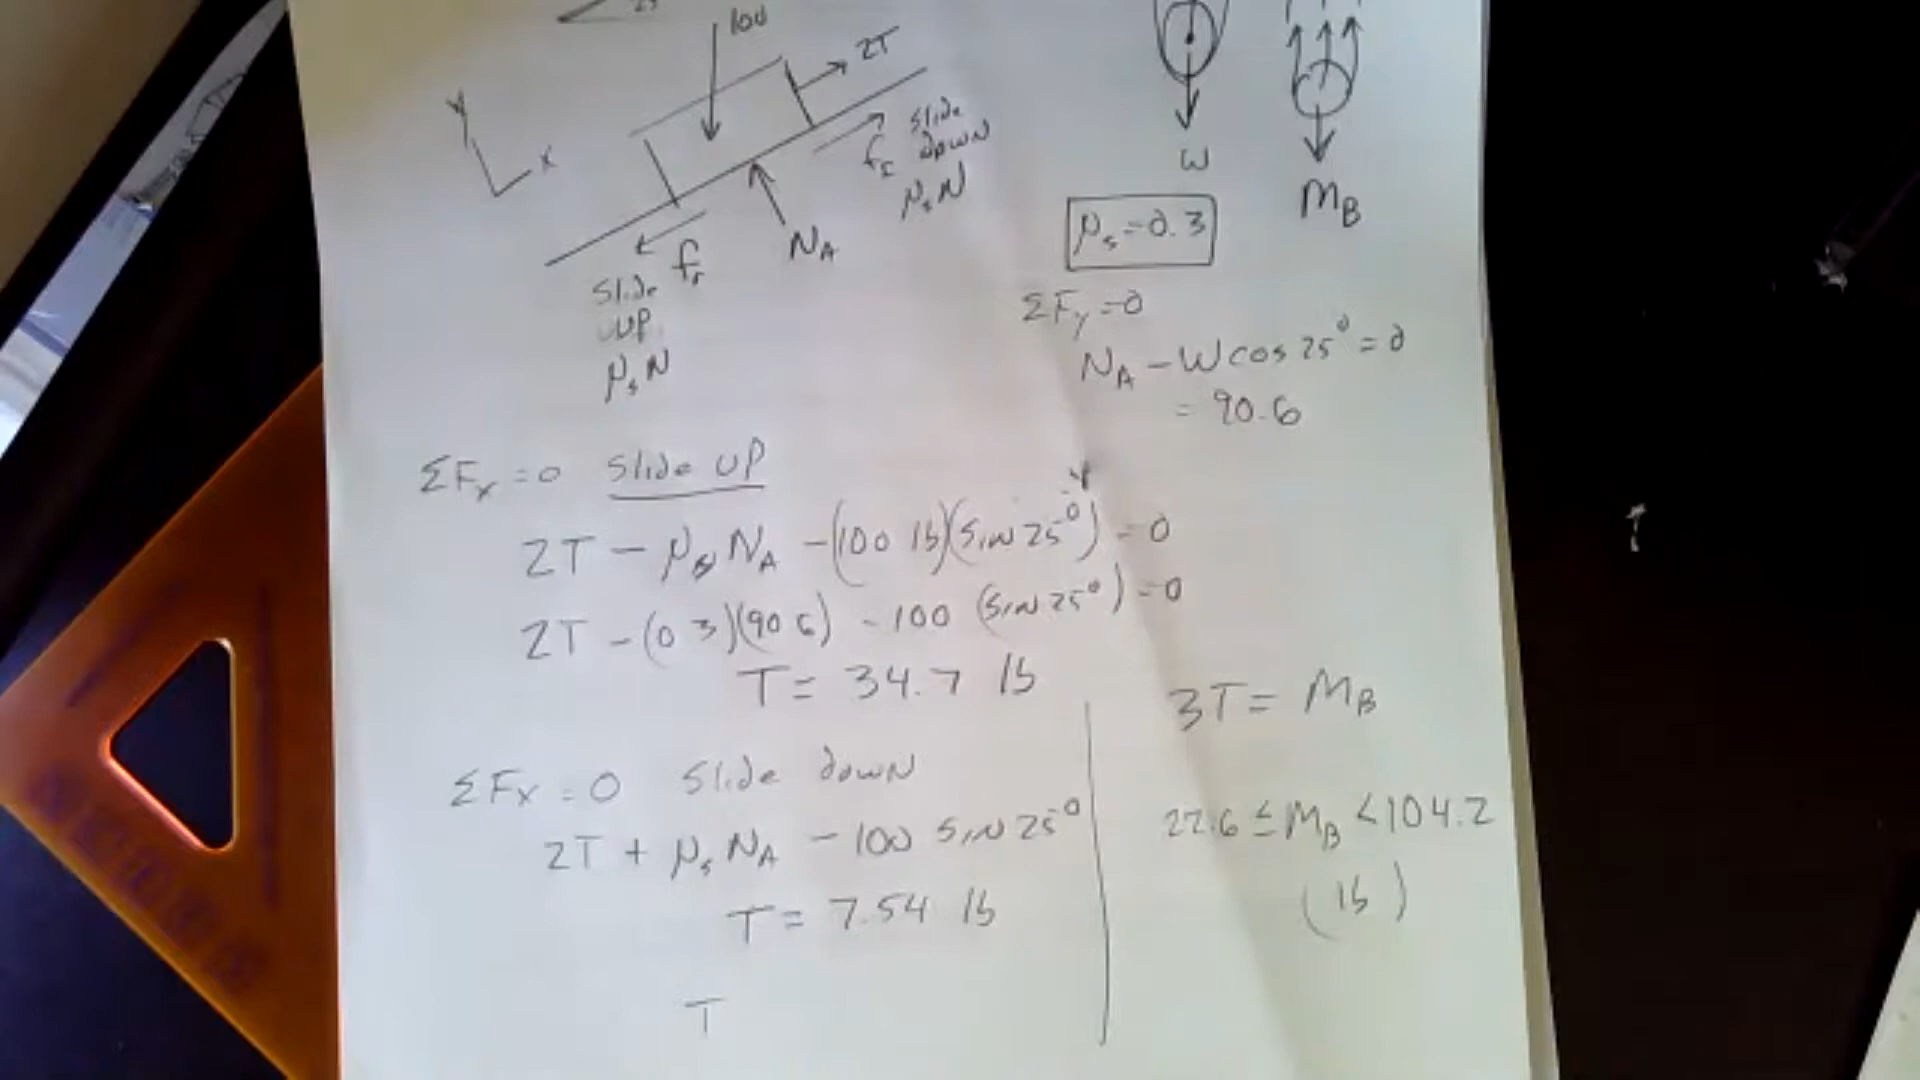 25
100
2T
y
x
slide
down
fs
μsN
NA
fs
Slide
UP
μsN
W
MB
μs = 0.3
ΣFy = 0
NA - W cos 25° = 0
= 90.6
ΣFx = 0 Slide UP
2T - μs NA - (100 lb)(sin 25°) = 0
2T - (0.3)(90.6) - 100 (sin 25°) = 0
T = 34.7 lb
ΣFx = 0 Slide down
2T + μs NA - 100 sin 25°
T = 7.54 lb
T
3T = MB
22.6 ≤ MB < 104.2
(lb)